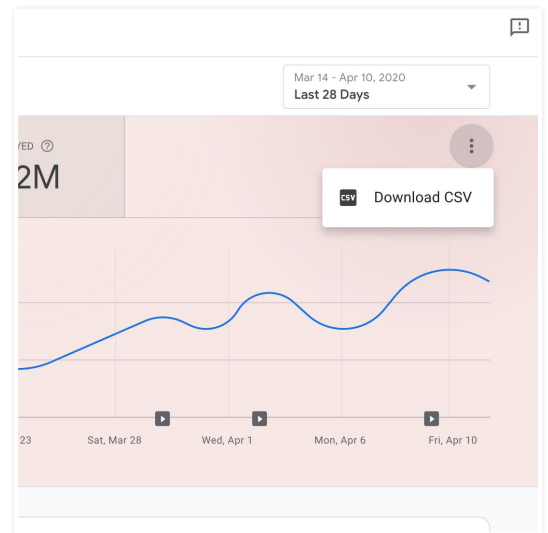 Mar 14 - Apr 10, 2020
Last 28 Days
YED ?
2M
CSV Download CSV
23 Sat, Mar 28 Wed, Apr 1 Mon, Apr 6 Fri, Apr 10